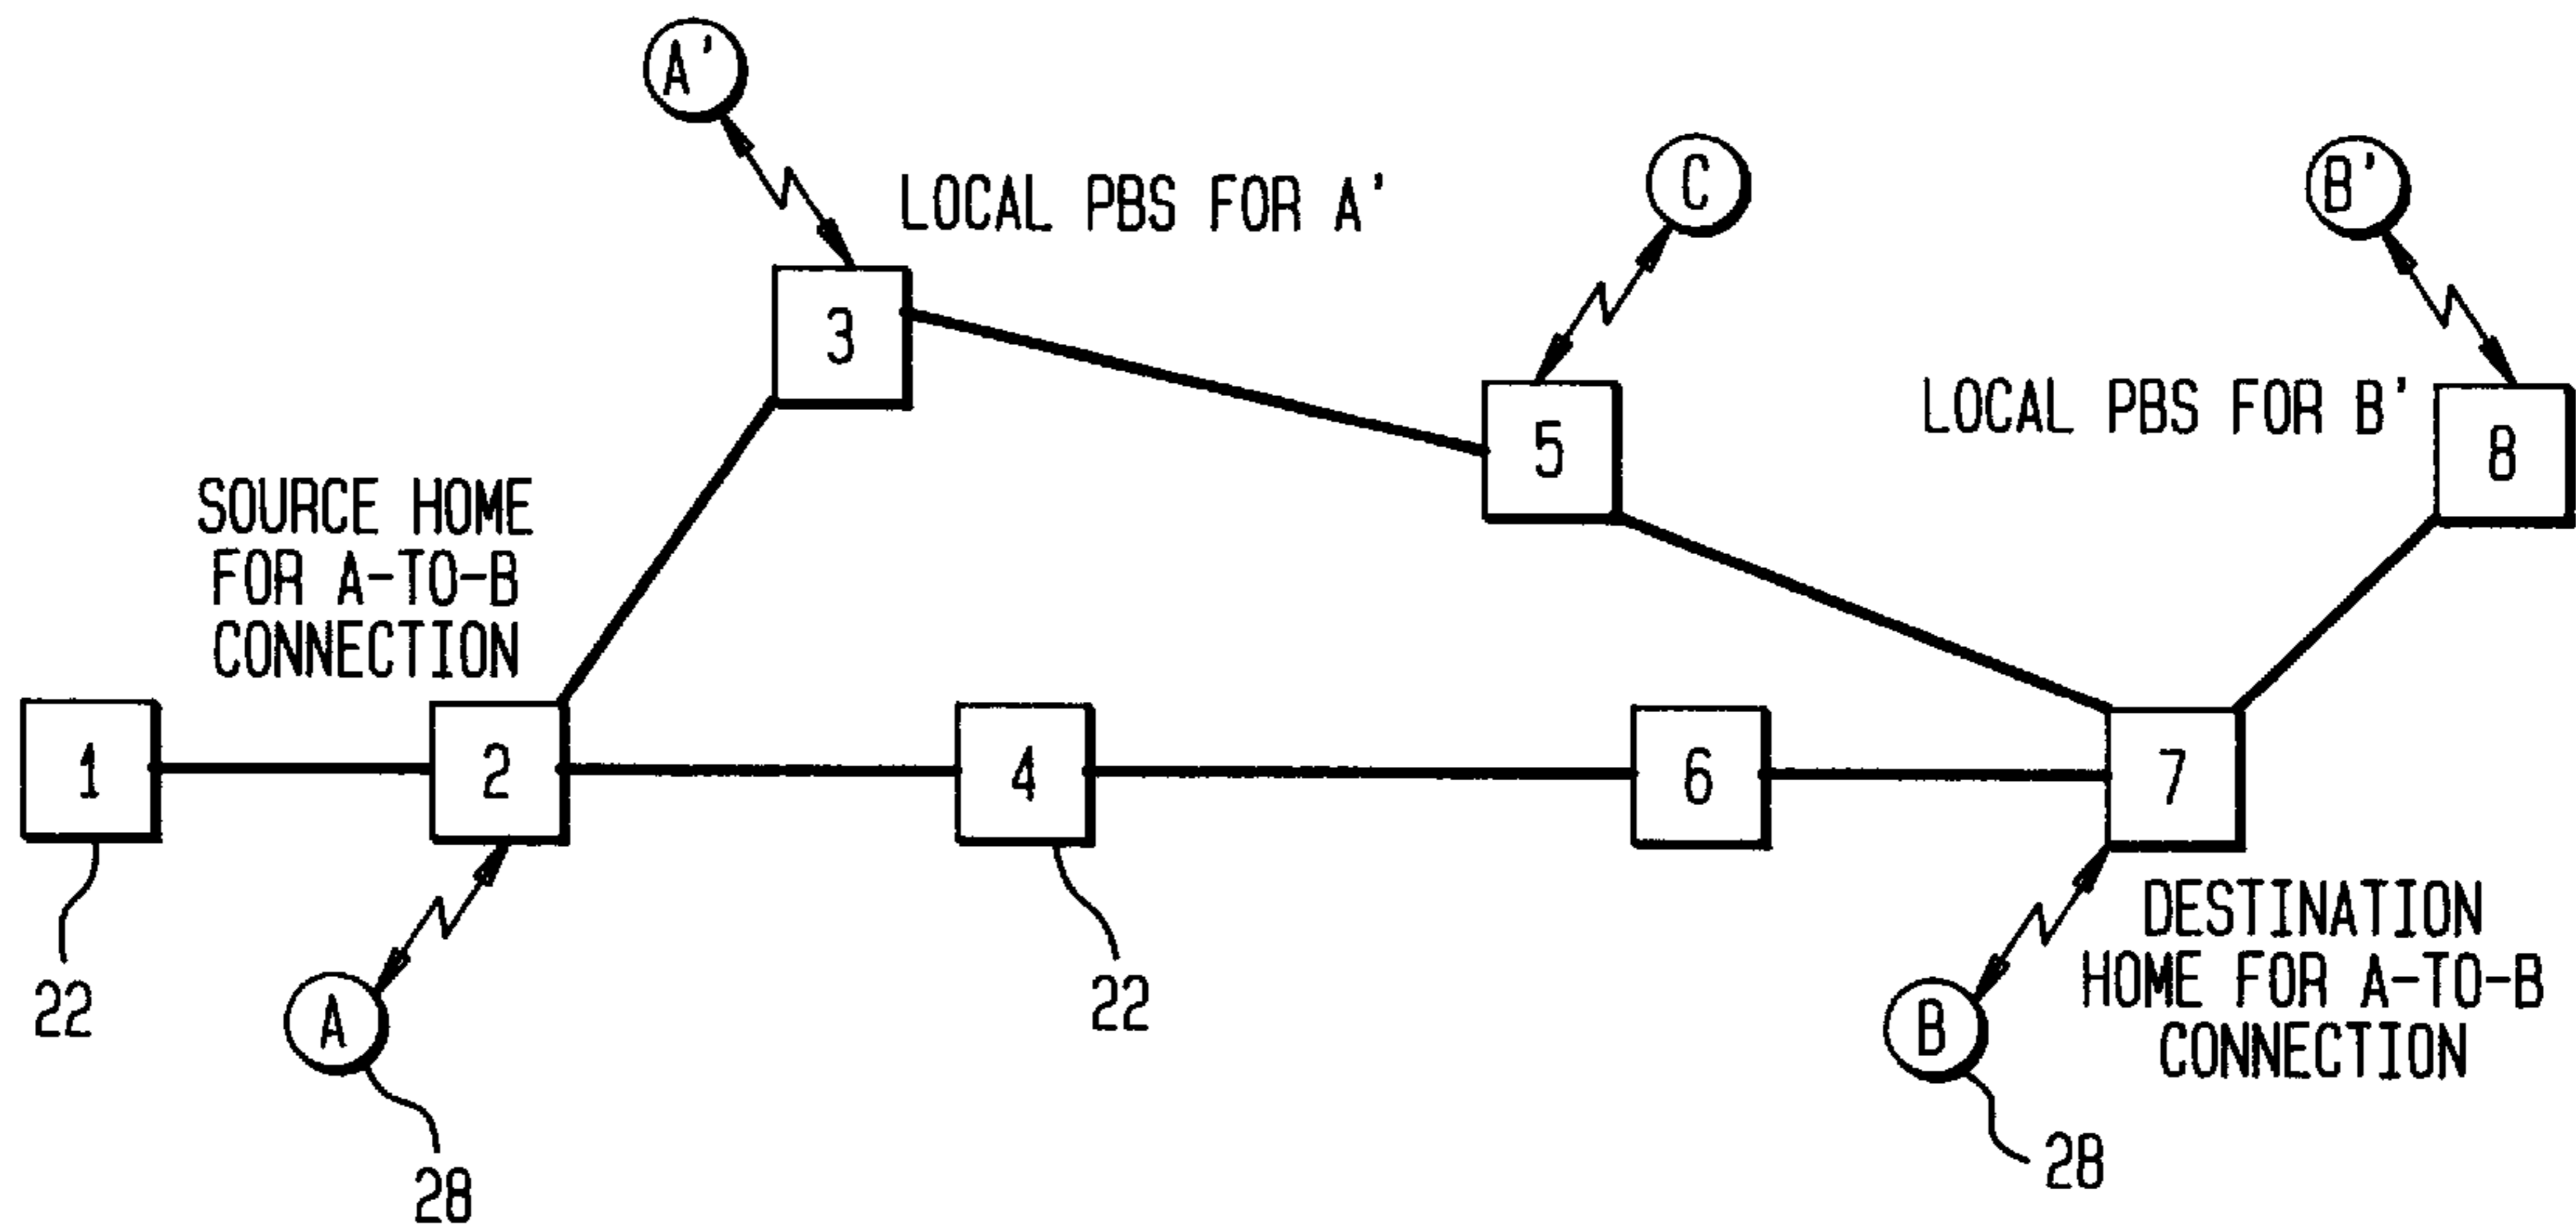 A'
LOCAL PBS FOR A'
C
B'
3
5
LOCAL PBS FOR B'
8
SOURCE HOME
FOR A-TO-B
CONNECTION
1
2
4
6
7
DESTINATION
HOME FOR A-TO-B
CONNECTION
22
A
22
B
28
28